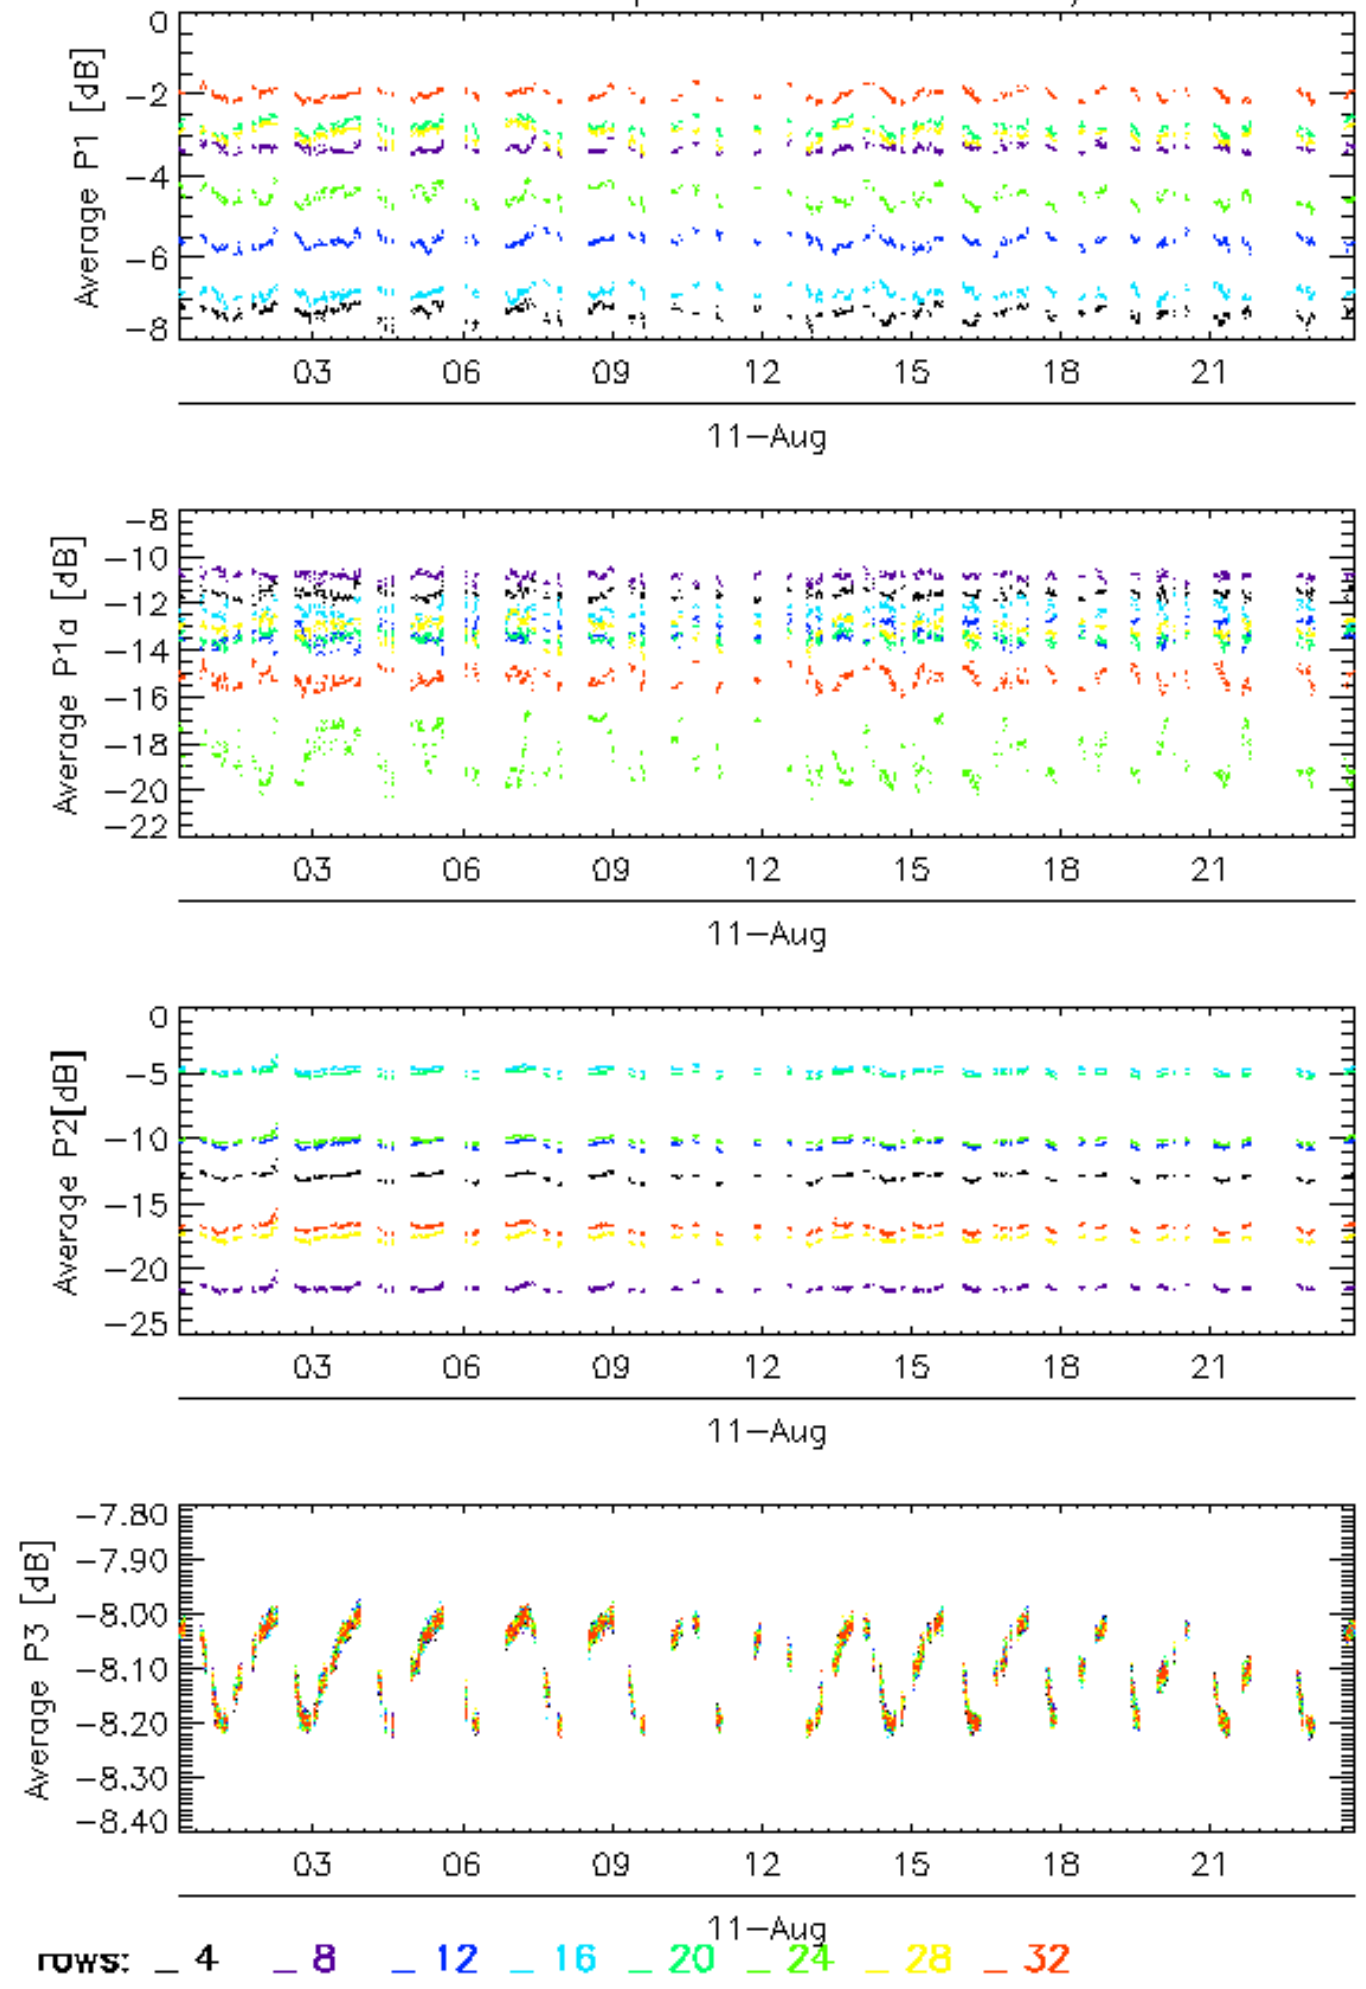 0
-2
-4
-6
-8
Average P1 [dB]
03 06 09 12 15 18 21
11-Aug
-8
-10
-12
-14
-16
-18
-20
-22
Average P1a [dB]
03 06 09 12 15 18 21
11-Aug
0
-5
-10
-15
-20
-25
Average P2[dB]
03 06 09 12 15 18 21
11-Aug
-7.80
-7.90
-8.00
-8.10
-8.20
-8.30
-8.40
Average P3 [dB]
03 06 09 12 15 18 21
11-Aug
rows: _ 4 _ 8 _ 12 _ 16 _ 20 _ 24 _ 28 _ 32